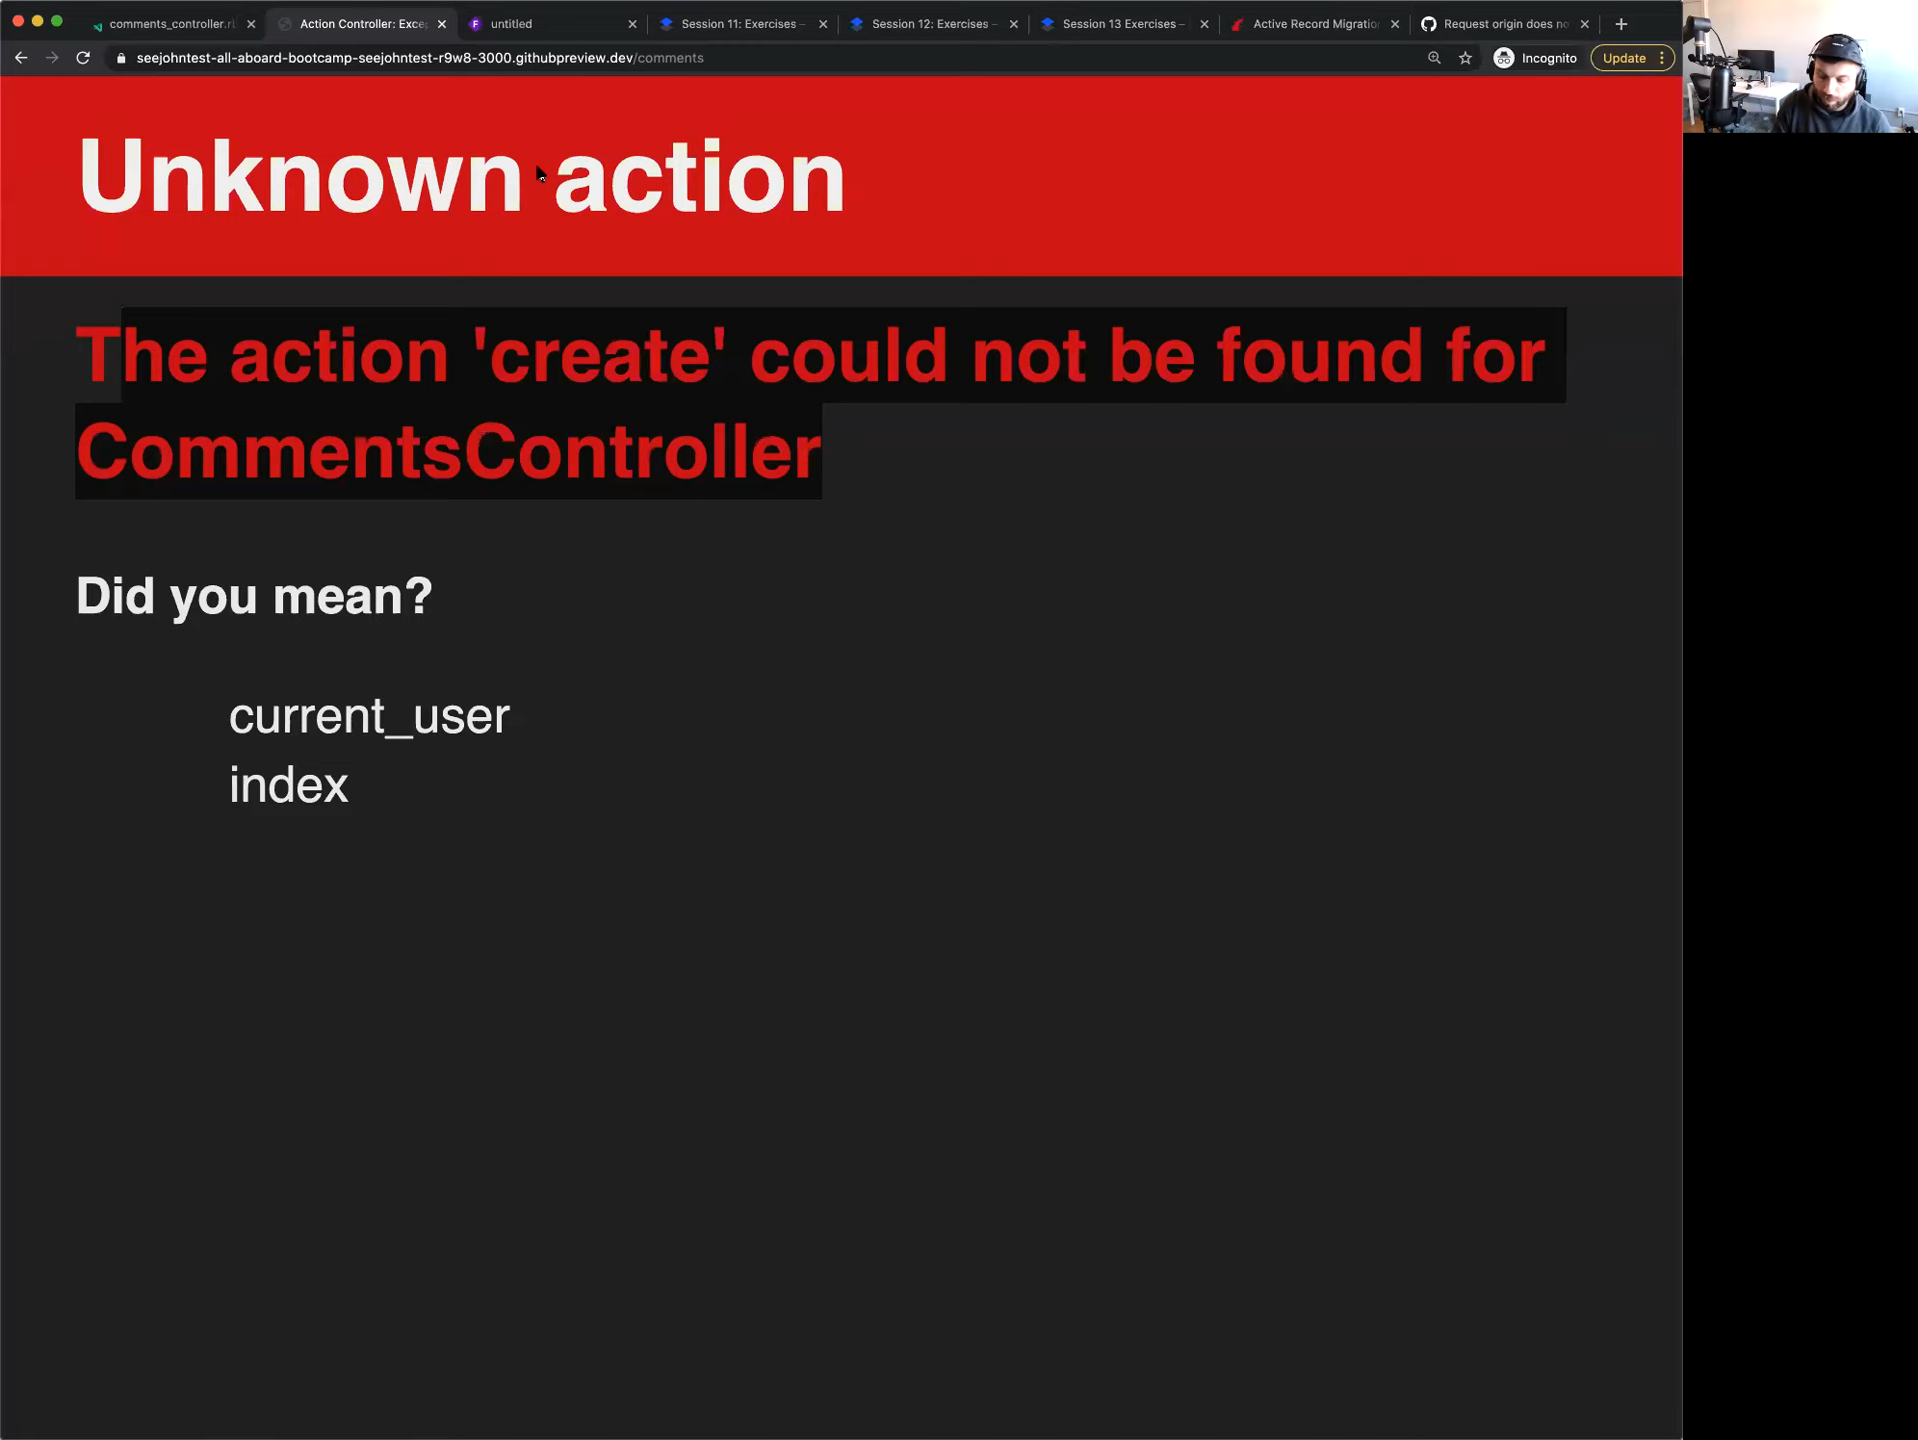 comments_controller.r
Action Controller: Exce
untitled
Session 11: Exercises –
Session 12: Exercises –
Session 13 Exercises –
Active Record Migration
Request origin does no
seejohntest-all-aboard-bootcamp-seejohntest-r9w8-3000.githubpreview.dev/comments
Incognito
Update
Unknown action
The action 'create' could not be found for
CommentsController
Did you mean?
current_user
index